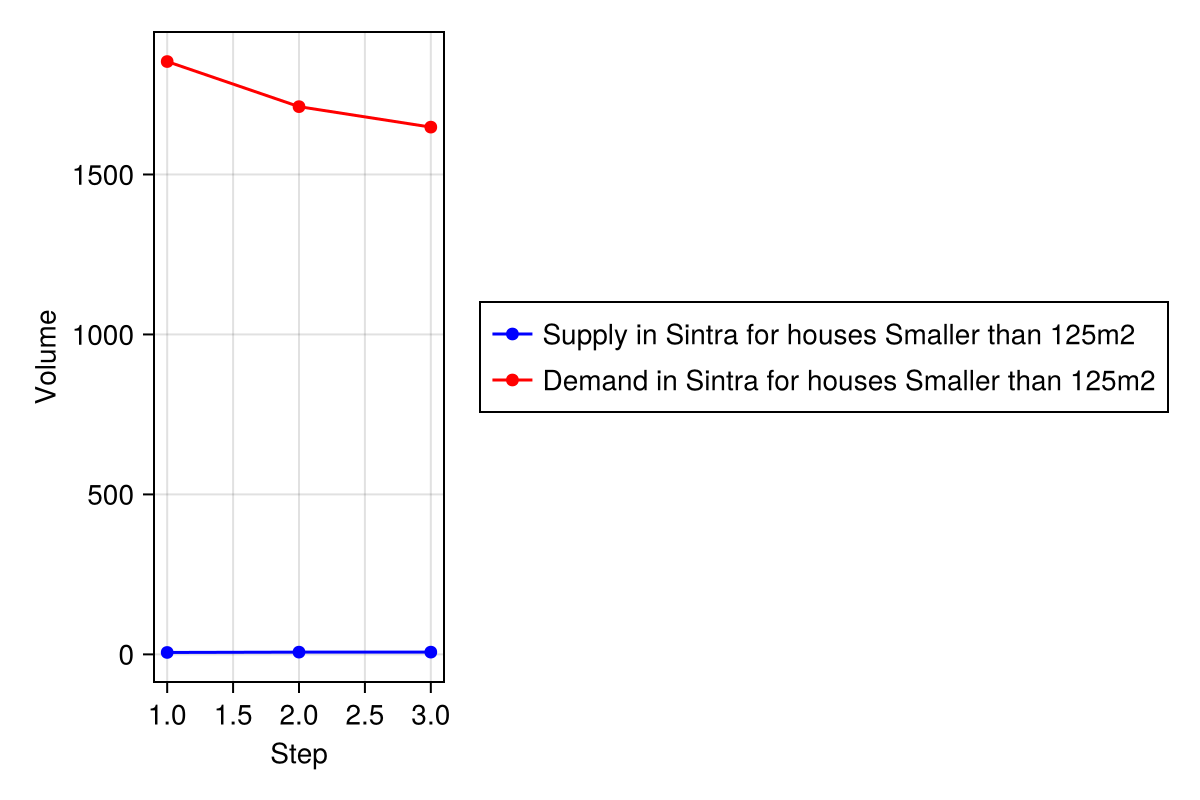 1500
1000
500
0
Volume
1.0 1.5 2.0 2.5 3.0
Step
Supply in Sintra for houses Smaller than 125m2
Demand in Sintra for houses Smaller than 125m2